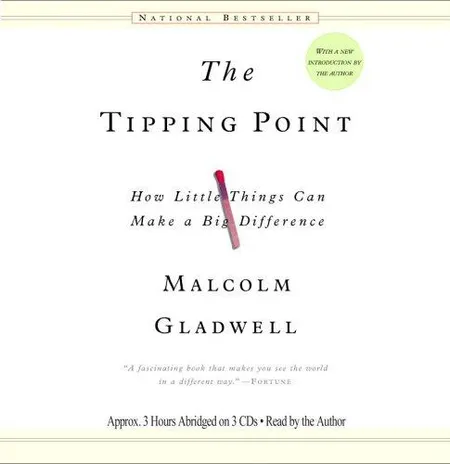 NATIONAL BESTSELLER
WITH A NEW
INTRODUCTION BY
THE AUTHOR
The
TIPPING POINT
How Little Things Can
Make a Big Difference
MALCOLM
GLADWELL
"A fascinating book that makes you see the world
in a different way." —FORTUNE
Approx. 3 Hours Abridged on 3 CDs • Read by the Author